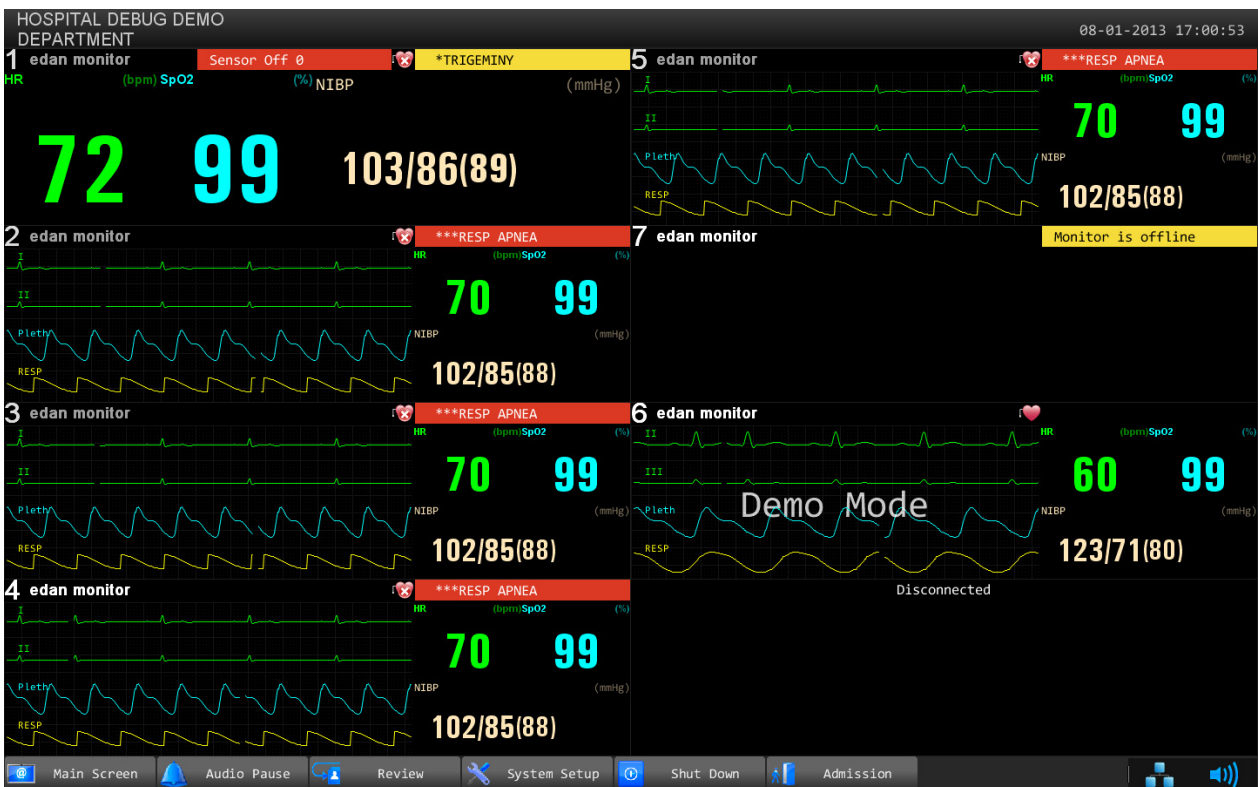 HOSPITAL DEBUG DEMO
DEPARTMENT
08-01-2013 17:00:53
1 edan monitor Sensor Off 0 *TRIGEMINY
HR (bpm) SpO2 (%) NIBP (mmHg)
72 99 103/86(89)
2 edan monitor ***RESP APNEA
I HR (bpm) SpO2 (%)
II 70 99
Pleth NIBP (mmHg)
RESP 102/85(88)
3 edan monitor ***RESP APNEA
I HR (bpm) SpO2 (%)
II 70 99
Pleth NIBP (mmHg)
RESP 102/85(88)
4 edan monitor ***RESP APNEA
I HR (bpm) SpO2 (%)
II 70 99
Pleth NIBP (mmHg)
RESP 102/85(88)
5 edan monitor ***RESP APNEA
I HR (bpm) SpO2 (%)
II 70 99
Pleth NIBP (mmHg)
RESP 102/85(88)
7 edan monitor Monitor is offline
6 edan monitor
II HR (bpm) SpO2 (%)
III 60 99
Demo Mode
Pleth NIBP (mmHg)
RESP 123/71(80)
Disconnected
@ Main Screen Audio Pause Review System Setup Shut Down Admission